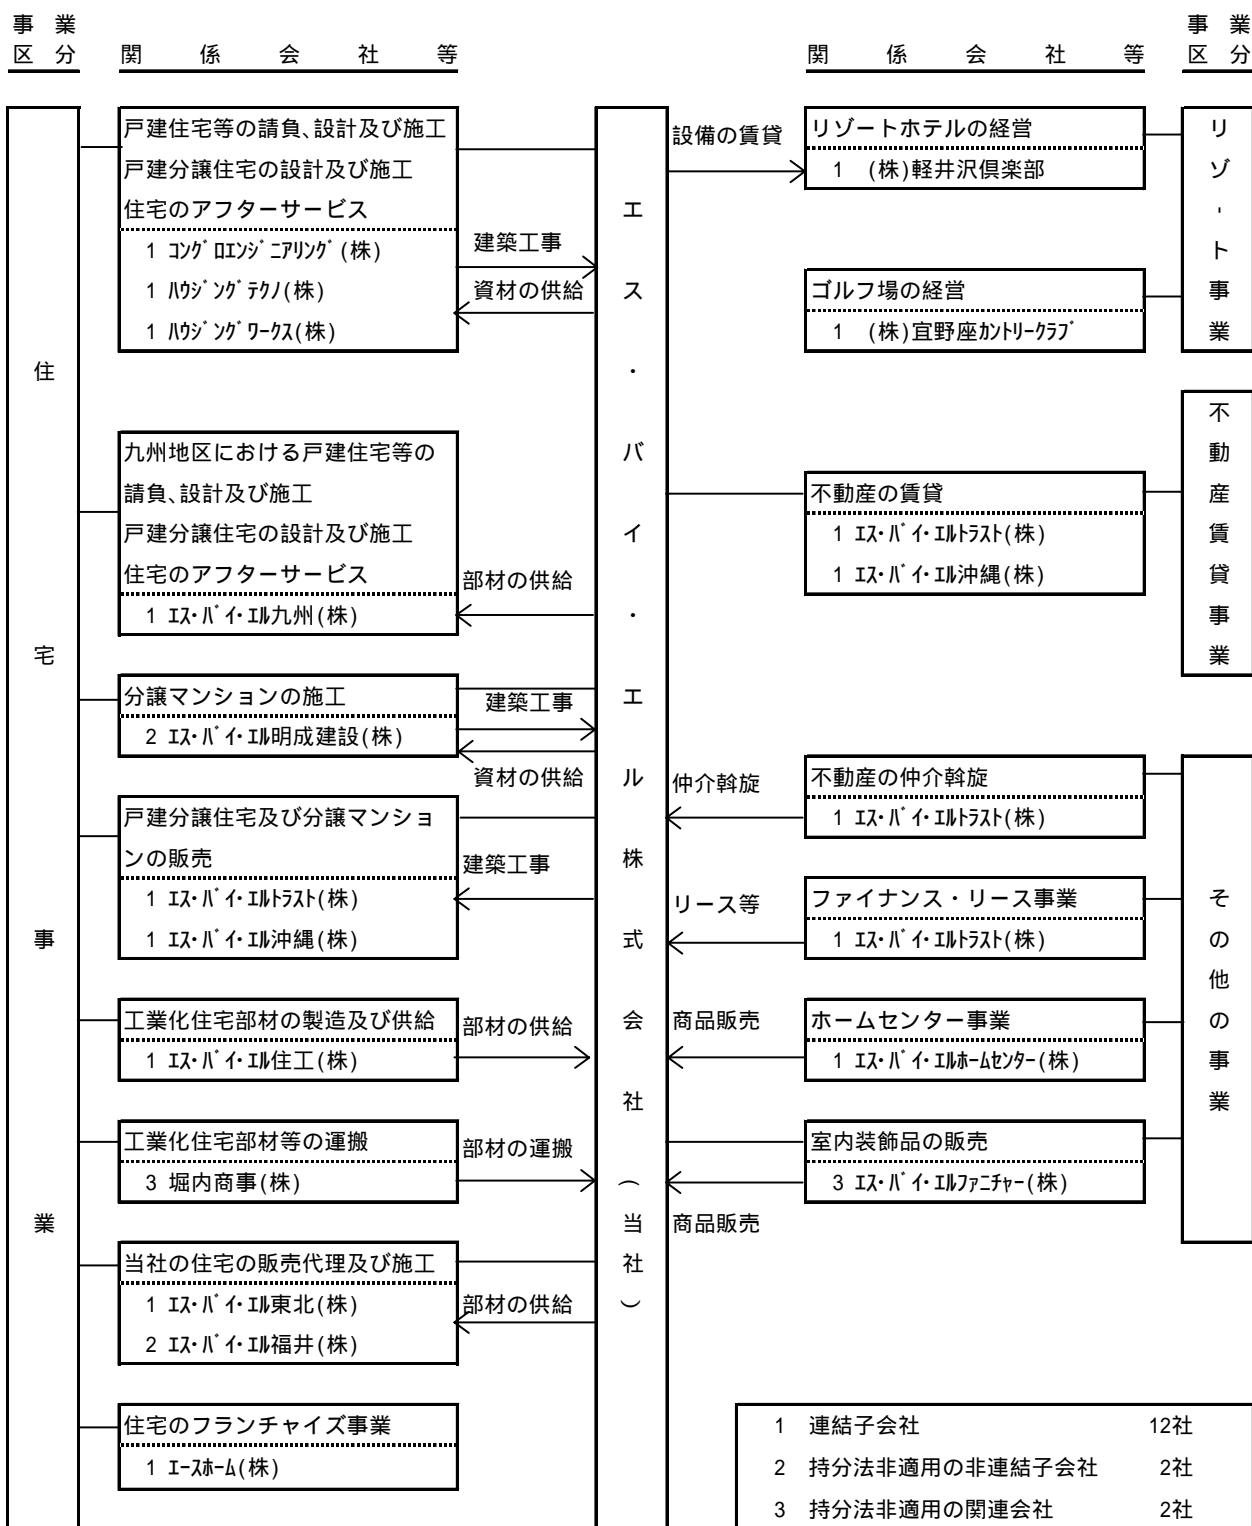 事業
区分
関係会社等
戸建住宅等の請負、設計及び施工
戸建分譲住宅の設計及び施工
住宅のアフターサービス
1 ｺﾝｸﾞﾛｴﾝｼﾞﾆｱﾘﾝｸﾞ(株)
1 ﾊｳｼﾞﾝｸﾞﾃｸﾉ(株)
1 ﾊｳｼﾞﾝｸﾞﾜｰｸｽ(株)
建築工事
資材の供給
九州地区における戸建住宅等の
請負、設計及び施工
戸建分譲住宅の設計及び施工
住宅のアフターサービス
1 ｴｽ･ﾊﾞｲ･ｴﾙ九州(株)
部材の供給
分譲マンションの施工
2 ｴｽ･ﾊﾞｲ･ｴﾙ明成建設(株)
建築工事
資材の供給
戸建分譲住宅及び分譲マンショ
ンの販売
1 ｴｽ･ﾊﾞｲ･ｴﾙﾄﾗｽﾄ(株)
1 ｴｽ･ﾊﾞｲ･ｴﾙ沖縄(株)
建築工事
工業化住宅部材の製造及び供給
1 ｴｽ･ﾊﾞｲ･ｴﾙ住工(株)
部材の供給
工業化住宅部材等の運搬
3 堀内商事(株)
部材の運搬
当社の住宅の販売代理及び施工
1 ｴｽ･ﾊﾞｲ･ｴﾙ東北(株)
2 ｴｽ･ﾊﾞｲ･ｴﾙ福井(株)
部材の供給
住宅のフランチャイズ事業
1 ｴｰｽﾎｰﾑ(株)
住宅事業
エス・バイ・エル株式会社(当社)
関係会社等
事業
区分
設備の賃貸
リゾートホテルの経営
1 (株)軽井沢倶楽部
ゴルフ場の経営
1 (株)宜野座ｶﾝﾄﾘｰｸﾗﾌﾞ
リゾ-ト事業
不動産の賃貸
1 ｴｽ･ﾊﾞｲ･ｴﾙﾄﾗｽﾄ(株)
1 ｴｽ･ﾊﾞｲ･ｴﾙ沖縄(株)
不動産賃貸事業
仲介斡旋
不動産の仲介斡旋
1 ｴｽ･ﾊﾞｲ･ｴﾙﾄﾗｽﾄ(株)
リース等
ファイナンス・リース事業
1 ｴｽ･ﾊﾞｲ･ｴﾙﾄﾗｽﾄ(株)
商品販売
ホームセンター事業
1 ｴｽ･ﾊﾞｲ･ｴﾙﾎｰﾑｾﾝﾀｰ(株)
室内装飾品の販売
3 ｴｽ･ﾊﾞｲ･ｴﾙﾌｧﾆﾁｬｰ(株)
商品販売
その他の事業
1 連結子会社 12社
2 持分法非適用の非連結子会社 2社
3 持分法非適用の関連会社 2社